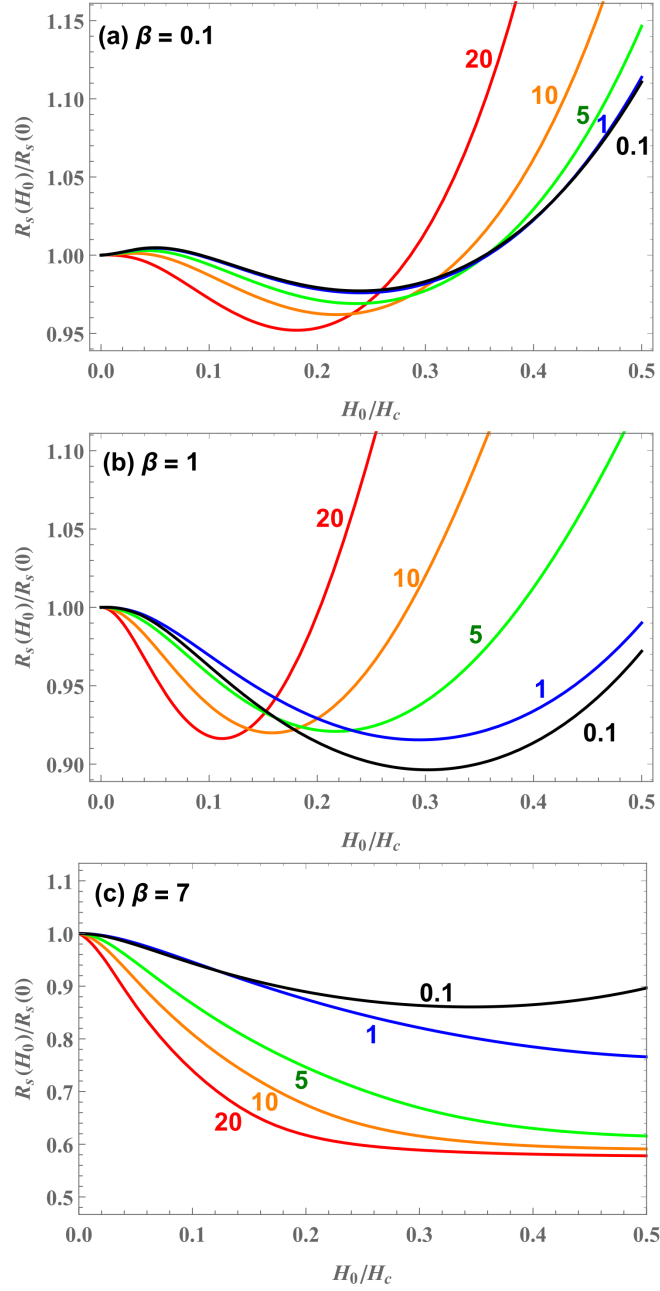 (a) β = 0.1
R_s(H_0)/R_s(0)
1.15
1.10
1.05
1.00
0.95
20
10
5
1
0.1
0.0 0.1 0.2 0.3 0.4 0.5
H_0/H_c
(b) β = 1
R_s(H_0)/R_s(0)
1.10
1.05
1.00
0.95
0.90
20
10
5
1
0.1
0.0 0.1 0.2 0.3 0.4 0.5
H_0/H_c
(c) β = 7
R_s(H_0)/R_s(0)
1.1
1.0
0.9
0.8
0.7
0.6
0.5
0.1
1
5
10
20
0.0 0.1 0.2 0.3 0.4 0.5
H_0/H_c